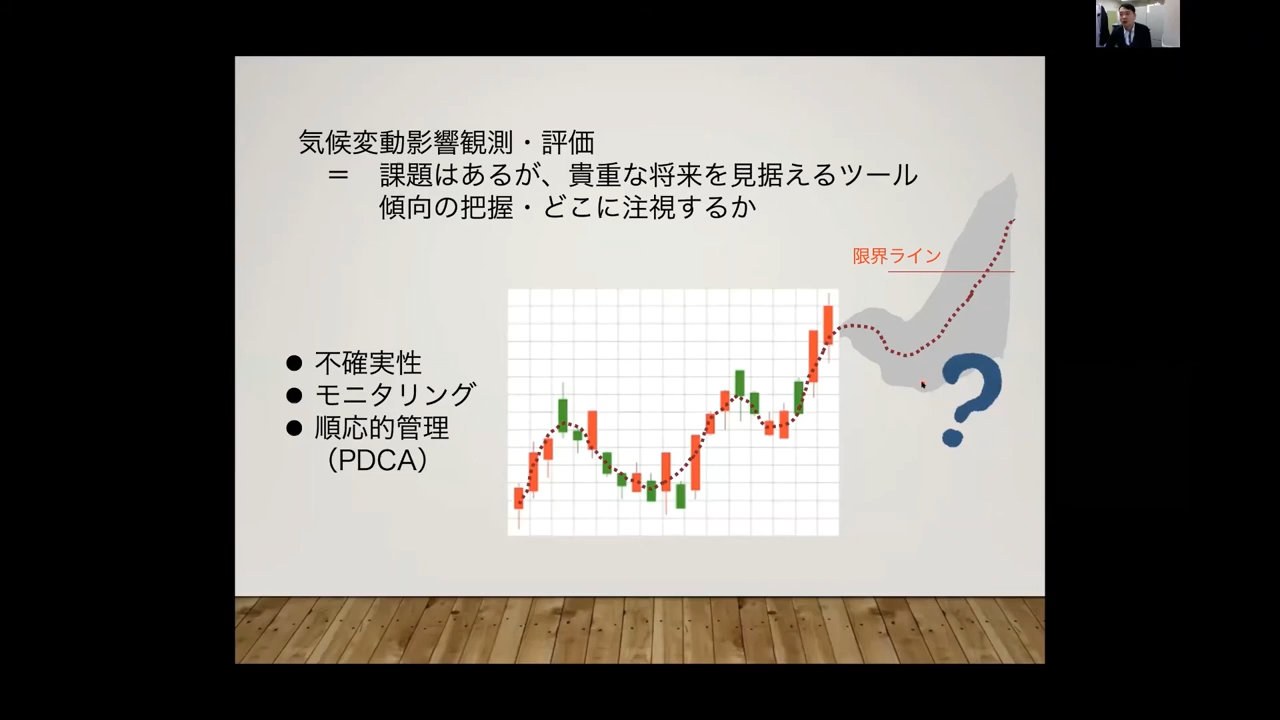 気候変動影響観測・評価
＝　課題はあるが、貴重な将来を見据えるツール
傾向の把握・どこに注視するか
限界ライン
● 不確実性
● モニタリング
● 順応的管理
（PDCA）
?